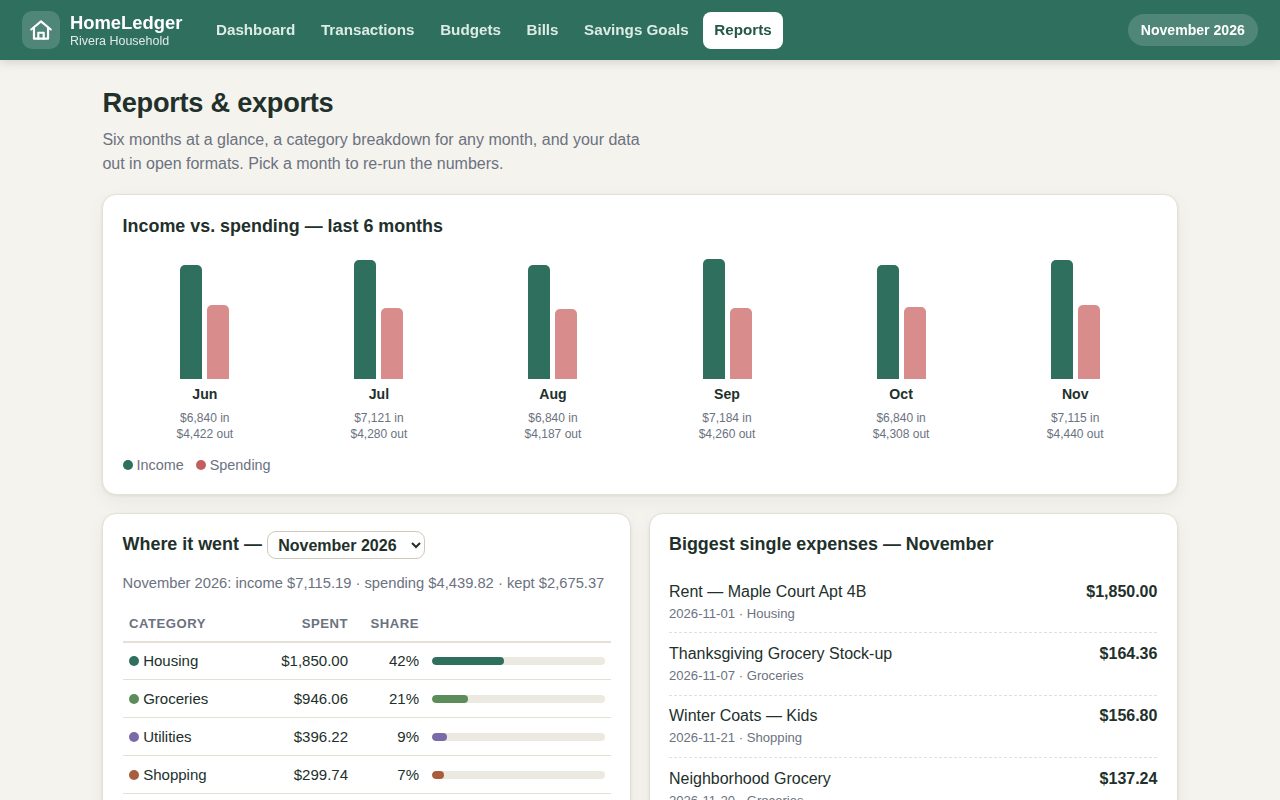 HomeLedger
Rivera Household
Dashboard Transactions Budgets Bills Savings Goals Reports
November 2026
Reports & exports
Six months at a glance, a category breakdown for any month, and your data
out in open formats. Pick a month to re-run the numbers.
Income vs. spending — last 6 months
Jun Jul Aug Sep Oct Nov
$6,840 in $7,121 in $6,840 in $7,184 in $6,840 in $7,115 in
$4,422 out $4,280 out $4,187 out $4,260 out $4,308 out $4,440 out
Income Spending
Where it went — November 2026
November 2026: income $7,115.19 · spending $4,439.82 · kept $2,675.37
CATEGORY SPENT SHARE
Housing $1,850.00 42%
Groceries $946.06 21%
Utilities $396.22 9%
Shopping $299.74 7%
Biggest single expenses — November
Rent — Maple Court Apt 4B $1,850.00
2026-11-01 · Housing
Thanksgiving Grocery Stock-up $164.36
2026-11-07 · Groceries
Winter Coats — Kids $156.80
2026-11-21 · Shopping
Neighborhood Grocery $137.24